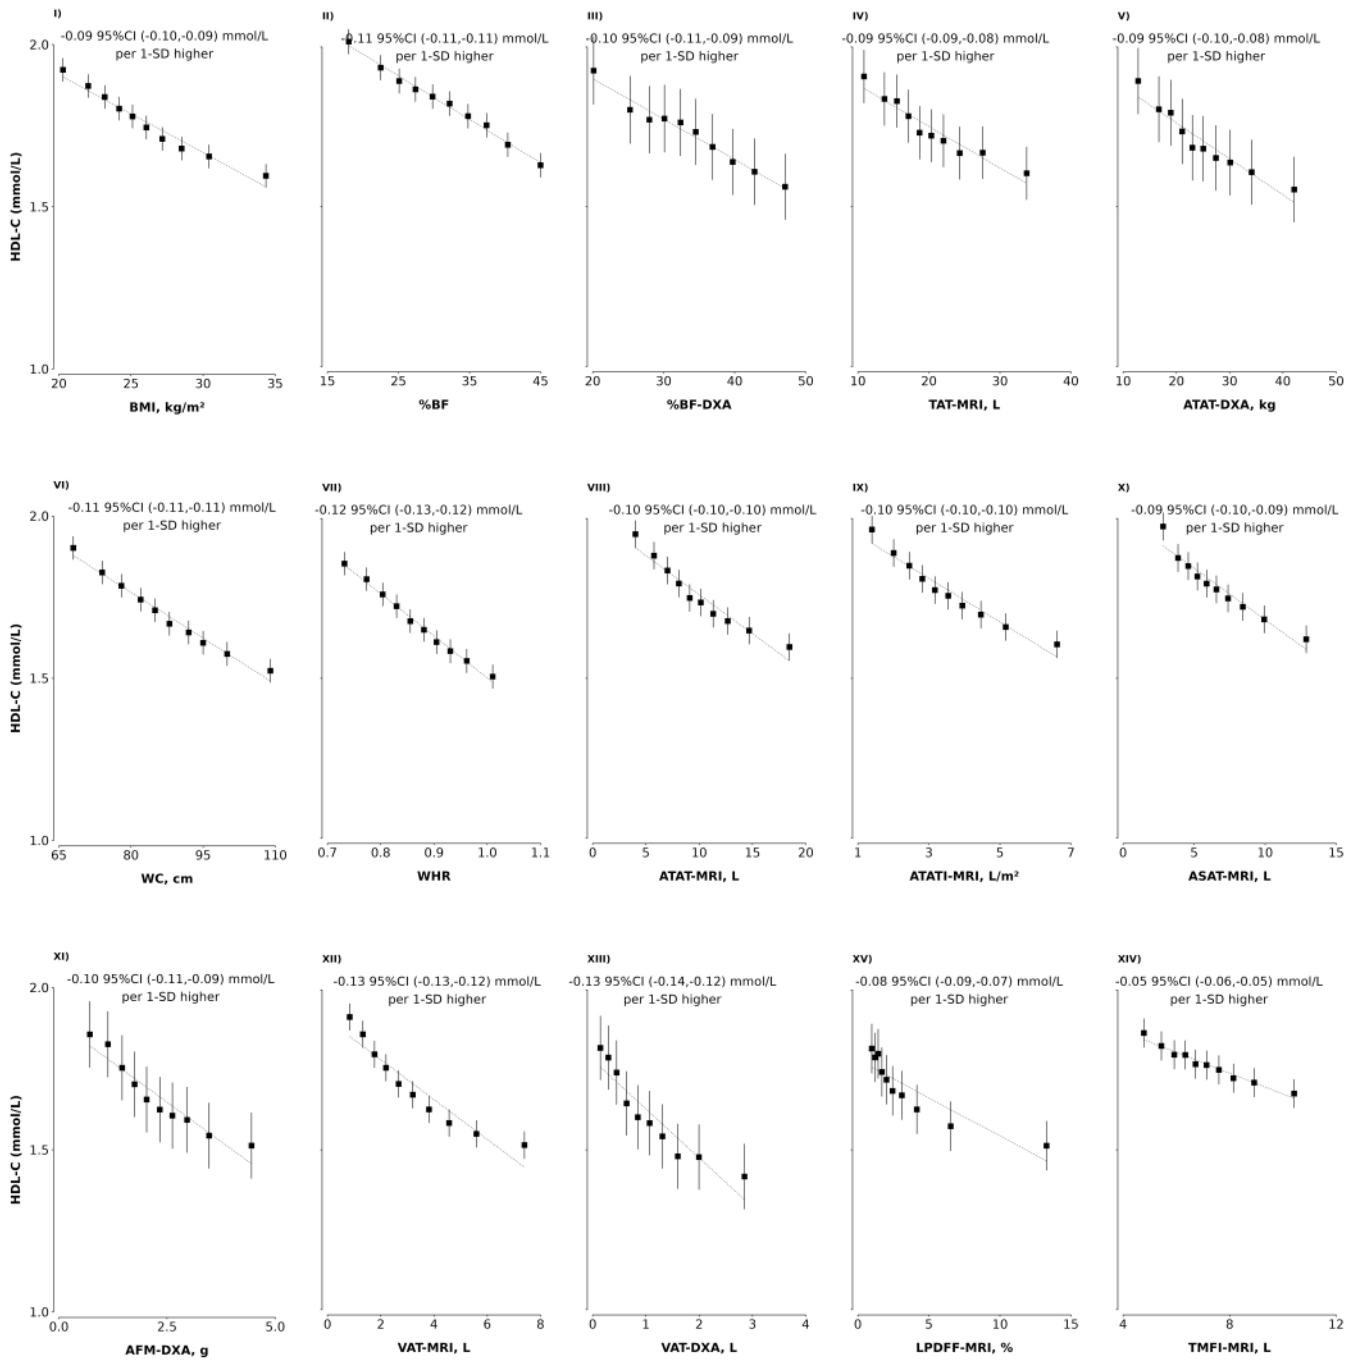 I)
-0.09 95%CI (-0.10,-0.09) mmol/L
per 1-SD higher
HDL-C (mmol/L)
2.0
1.5
1.0
20 25 30 35
BMI, kg/m²
II)
-0.11 95%CI (-0.11,-0.11) mmol/L
per 1-SD higher
15 25 35 45
%BF
III)
-0.10 95%CI (-0.11,-0.09) mmol/L
per 1-SD higher
20 30 40 50
%BF-DXA
IV)
-0.09 95%CI (-0.09,-0.08) mmol/L
per 1-SD higher
10 20 30 40
TAT-MRI, L
V)
-0.09 95%CI (-0.10,-0.08) mmol/L
per 1-SD higher
10 20 30 40 50
ATAT-DXA, kg
VI)
-0.11 95%CI (-0.11,-0.11) mmol/L
per 1-SD higher
HDL-C (mmol/L)
2.0
1.5
1.0
65 80 95 110
WC, cm
VII)
-0.12 95%CI (-0.13,-0.12) mmol/L
per 1-SD higher
0.7 0.8 0.9 1.0 1.1
WHR
VIII)
-0.10 95%CI (-0.10,-0.10) mmol/L
per 1-SD higher
0 5 10 15 20
ATAT-MRI, L
IX)
-0.10 95%CI (-0.10,-0.10) mmol/L
per 1-SD higher
1 3 5 7
ATATI-MRI, L/m²
X)
-0.09 95%CI (-0.10,-0.09) mmol/L
per 1-SD higher
0 5 10 15
ASAT-MRI, L
XI)
-0.10 95%CI (-0.11,-0.09) mmol/L
per 1-SD higher
HDL-C (mmol/L)
2.0
1.5
1.0
0.0 2.5 5.0
AFM-DXA, g
XII)
-0.13 95%CI (-0.13,-0.12) mmol/L
per 1-SD higher
0 2 4 6 8
VAT-MRI, L
XIII)
-0.13 95%CI (-0.14,-0.12) mmol/L
per 1-SD higher
0 1 2 3 4
VAT-DXA, L
XV)
-0.08 95%CI (-0.09,-0.07) mmol/L
per 1-SD higher
0 5 10 15
LPDFF-MRI, %
XIV)
-0.05 95%CI (-0.06,-0.05) mmol/L
per 1-SD higher
4 8 12
TMFI-MRI, L